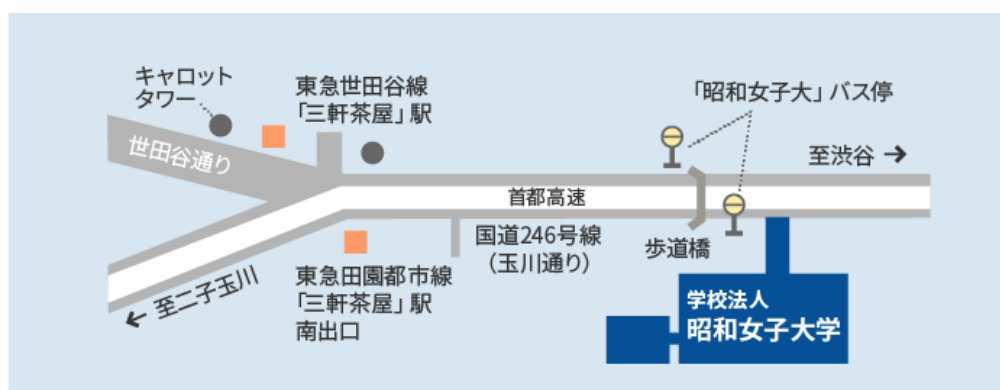 キャロット
タワー
東急世田谷線
「三軒茶屋」駅
「昭和女子大」バス停
世田谷通り
至渋谷 →
首都高速
国道246号線
（玉川通り）
歩道橋
← 至二子玉川
東急田園都市線
「三軒茶屋」駅
南出口
学校法人
昭和女子大学